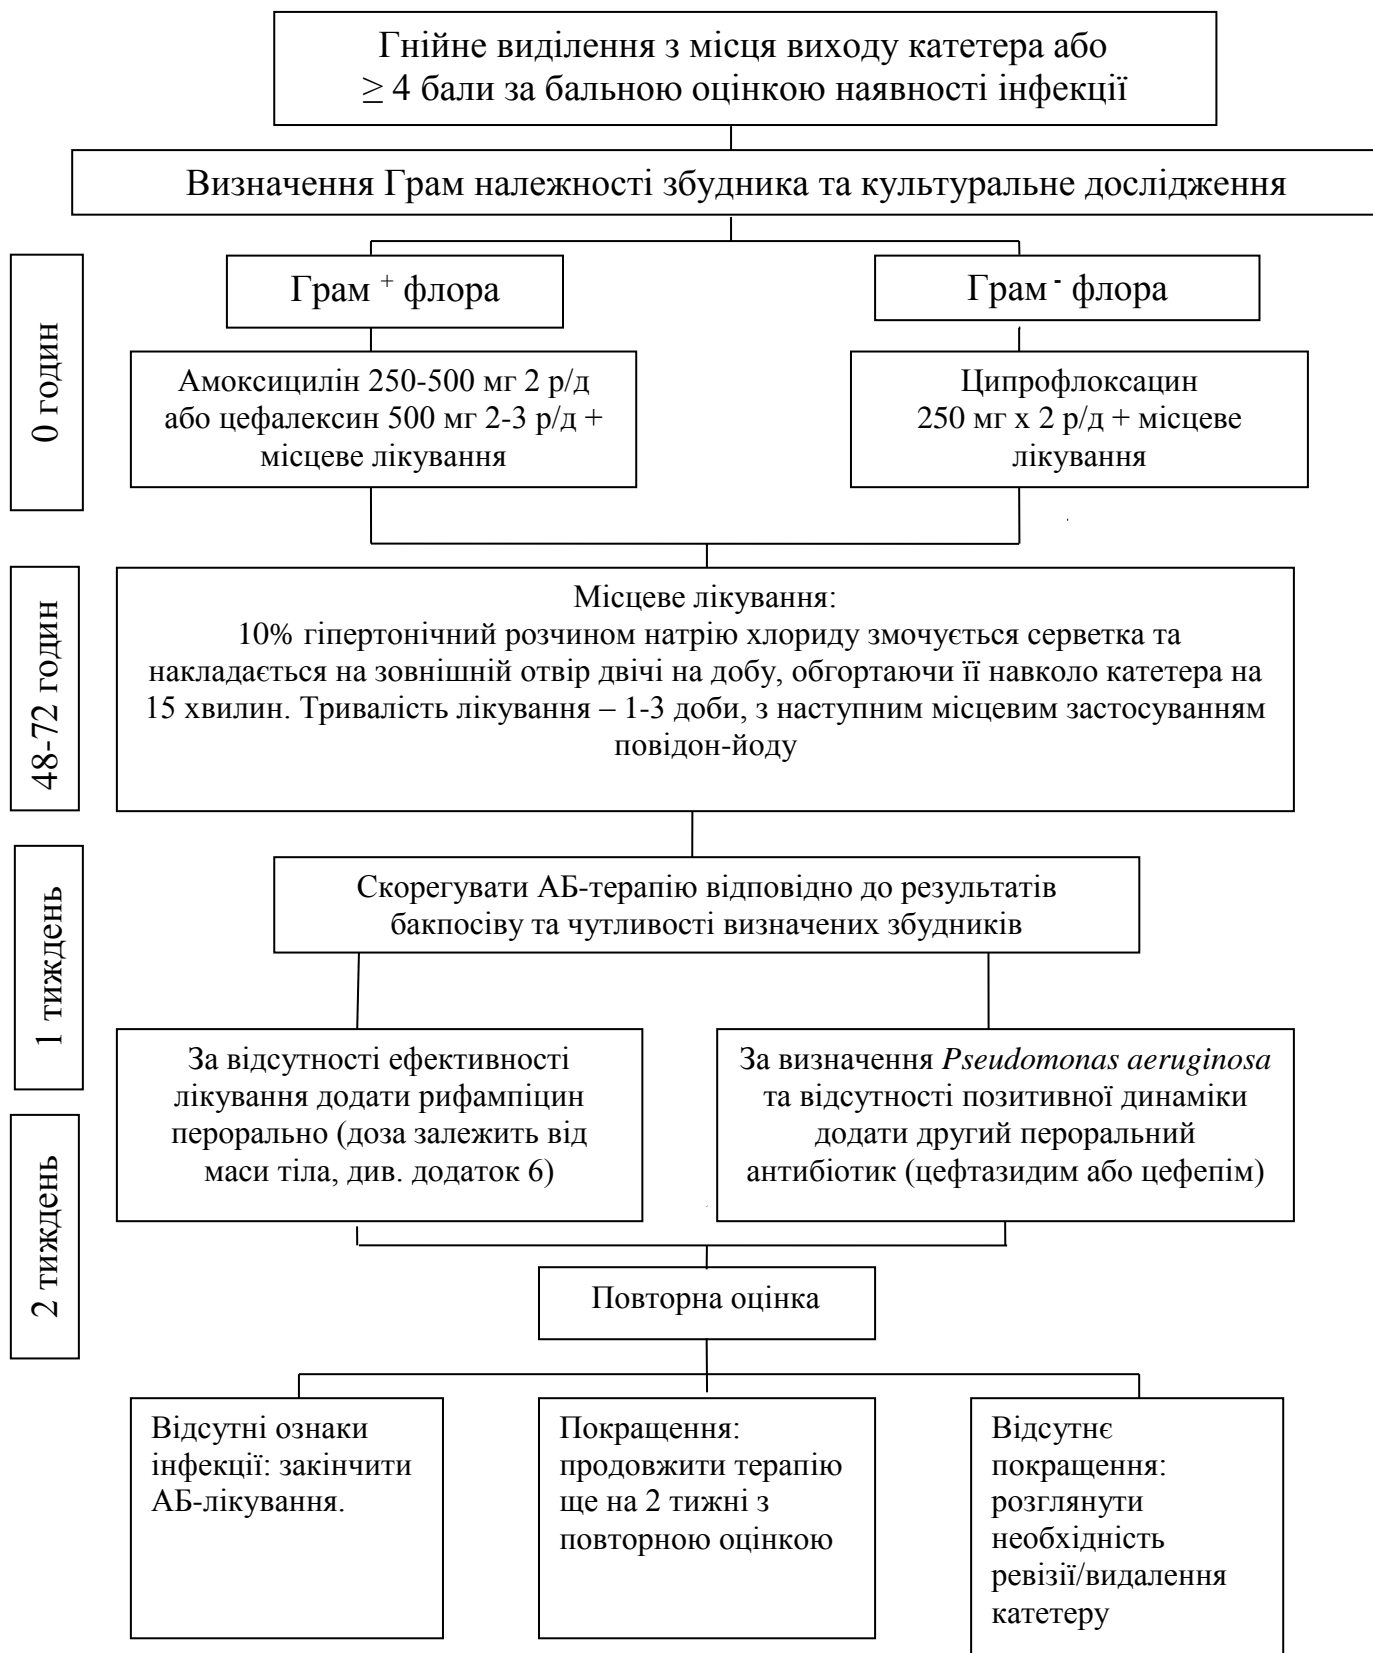 Гнійне виділення з місця виходу катетера або
≥ 4 бали за бальною оцінкою наявності інфекції
Визначення Грам належності збудника та культуральне дослідження
0 годин
Грам + флора
Грам - флора
Амоксицилін 250-500 мг 2 р/д
або цефалексин 500 мг 2-3 р/д +
місцеве лікування
Ципрофлоксацин
250 мг х 2 р/д + місцеве
лікування
48-72 годин
Місцеве лікування:
10% гіпертонічний розчином натрію хлориду змочується серветка та
накладається на зовнішній отвір двічі на добу, обгортаючи її навколо катетера на
15 хвилин. Тривалість лікування – 1-3 доби, з наступним місцевим застосуванням
повідон-йоду
1 тиждень
Скорегувати АБ-терапію відповідно до результатів
бакпосіву та чутливості визначених збудників
За відсутності ефективності
лікування додати рифампіцин
перорально (доза залежить від
маси тіла, див. додаток 6)
За визначення Pseudomonas aeruginosa
та відсутності позитивної динаміки
додати другий пероральний
антибіотик (цефтазидим або цефепім)
2 тиждень
Повторна оцінка
Відсутні ознаки
інфекції: закінчити
АБ-лікування.
Покращення:
продовжити терапію
ще на 2 тижні з
повторною оцінкою
Відсутнє
покращення:
розглянути
необхідність
ревізії/видалення
катетеру